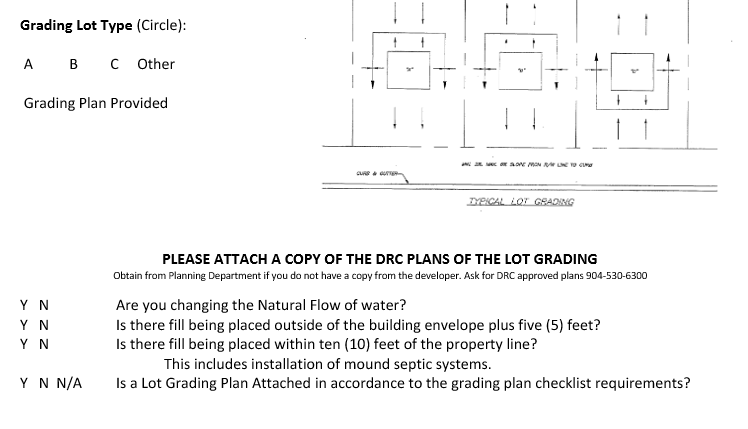 Grading Lot Type (Circle):
A B C Other
Grading Plan Provided
"A" "B" "C"
CURB & GUTTER
TYPICAL LOT GRADING
PLEASE ATTACH A COPY OF THE DRC PLANS OF THE LOT GRADING
Obtain from Planning Department if you do not have a copy from the developer. Ask for DRC approved plans 904-530-6300
Y N Are you changing the Natural Flow of water?
Y N Is there fill being placed outside of the building envelope plus five (5) feet?
Y N Is there fill being placed within ten (10) feet of the property line?
This includes installation of mound septic systems.
Y N N/A Is a Lot Grading Plan Attached in accordance to the grading plan checklist requirements?